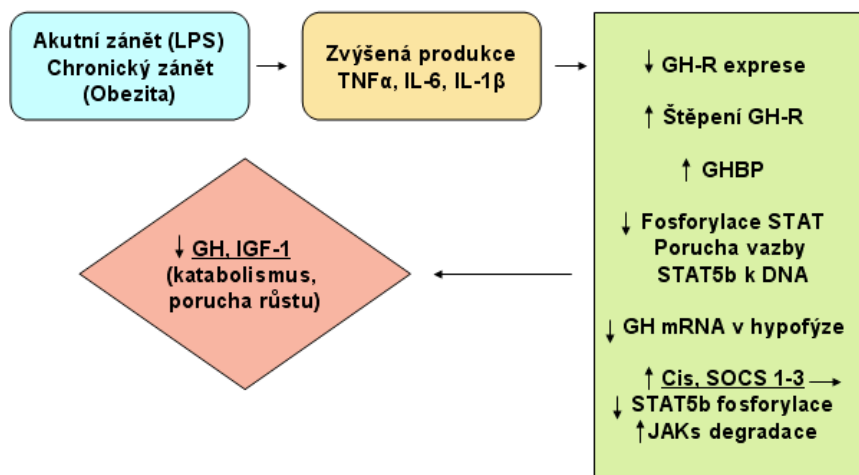 Akutní zánět (LPS)
Chronický zánět
(Obezita)
Zvýšená produkce
TNFα, IL-6, IL-1β
↓ GH-R exprese
↑ Štěpení GH-R
↑ GHBP
↓ Fosforylace STAT
Porucha vazby
STAT5b k DNA
↓ GH mRNA v hypofýze
↑ Cis, SOCS 1-3 →
↓ STAT5b fosforylace
↑JAKs degradace
↓ GH, IGF-1
(katabolismus,
porucha růstu)